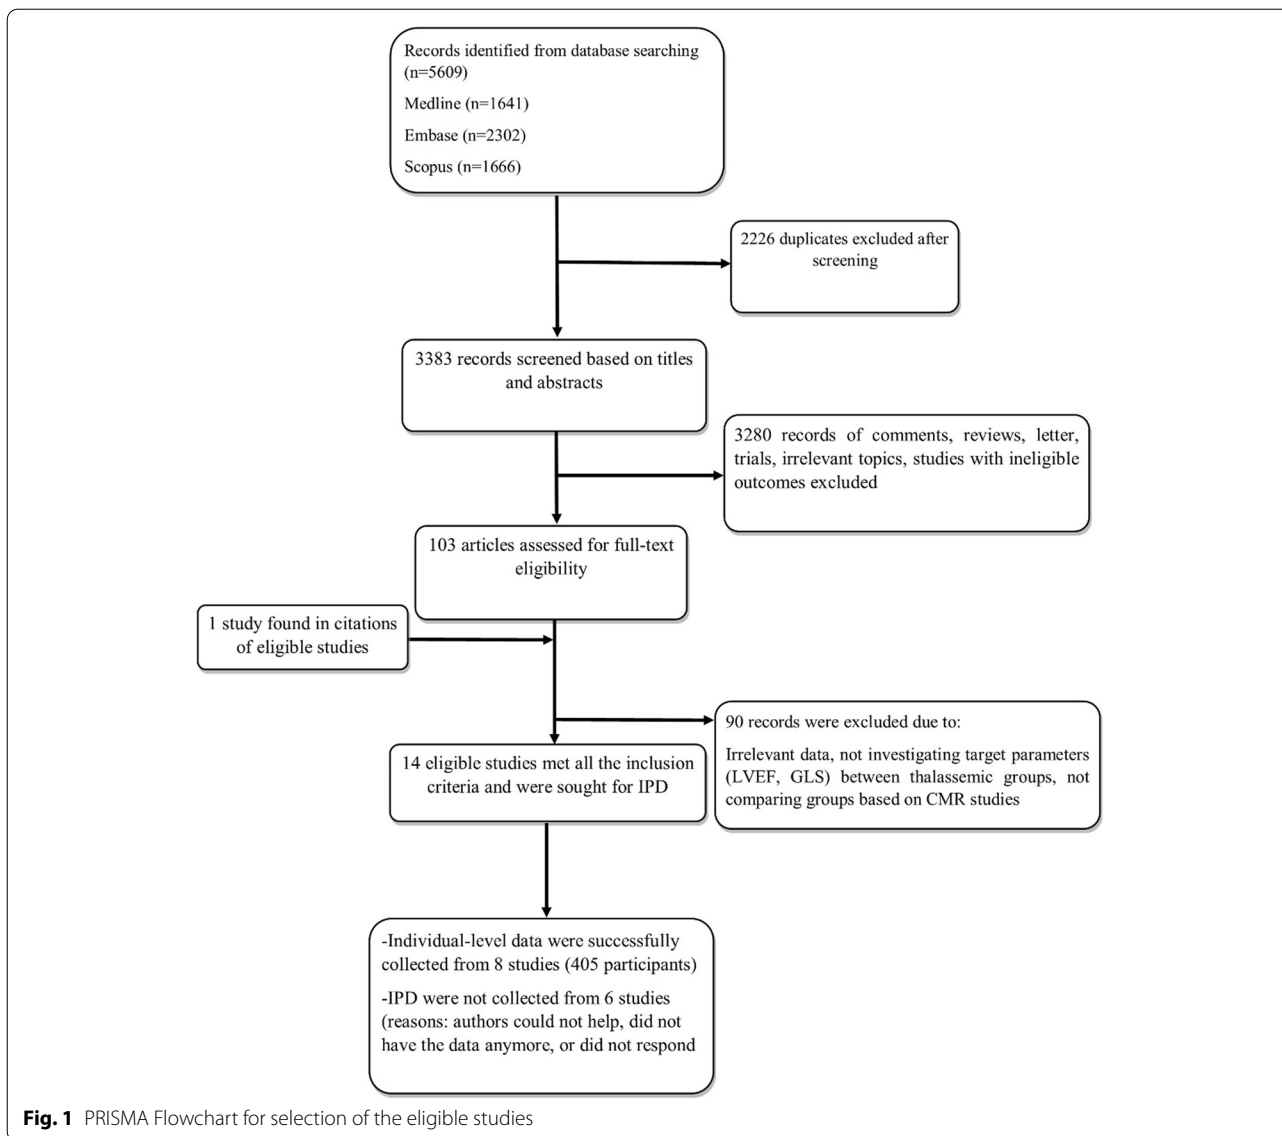 Records identified from database searching
(n=5609)
Medline (n=1641)
Embase (n=2302)
Scopus (n=1666)
2226 duplicates excluded after
screening
3383 records screened based on titles
and abstracts
3280 records of comments, reviews, letter,
trials, irrelevant topics, studies with ineligible
outcomes excluded
103 articles assessed for full-text
eligibility
1 study found in citations
of eligible studies
90 records were excluded due to:
Irrelevant data, not investigating target parameters
(LVEF, GLS) between thalassemic groups, not
comparing groups based on CMR studies
14 eligible studies met all the inclusion
criteria and were sought for IPD
-Individual-level data were successfully
collected from 8 studies (405 participants)
-IPD were not collected from 6 studies
(reasons: authors could not help, did not
have the data anymore, or did not respond
Fig. 1 PRISMA Flowchart for selection of the eligible studies